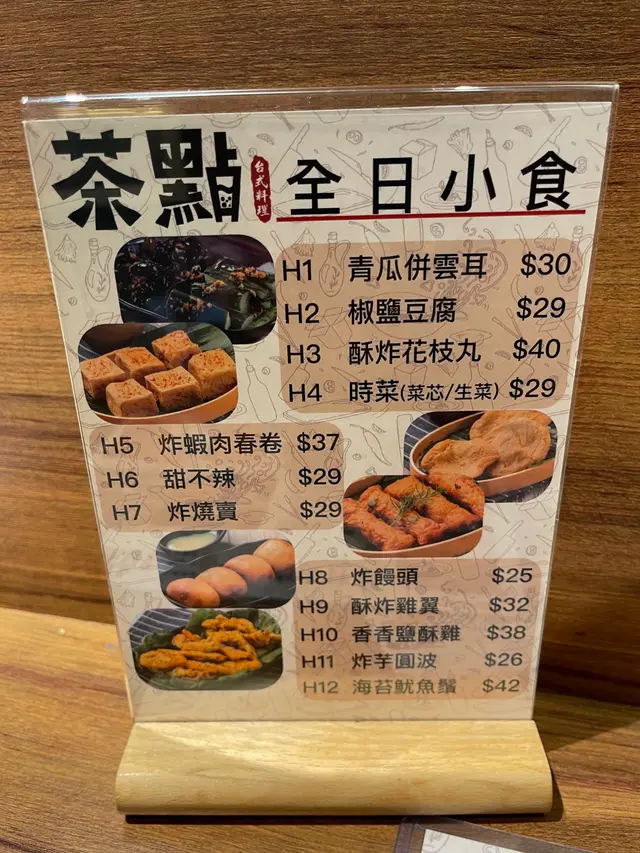 茶點
台式料理
全日小食
H1 青瓜併雲耳 $30
H2 椒鹽豆腐 $29
H3 酥炸花枝丸 $40
H4 時菜(菜芯/生菜) $29
H5 炸蝦肉春卷 $37
H6 甜不辣 $29
H7 炸燒賣 $29
H8 炸饅頭 $25
H9 酥炸雞翼 $32
H10 香香鹽酥雞 $38
H11 炸芋圓波 $26
H12 海苔魷魚鬚 $42